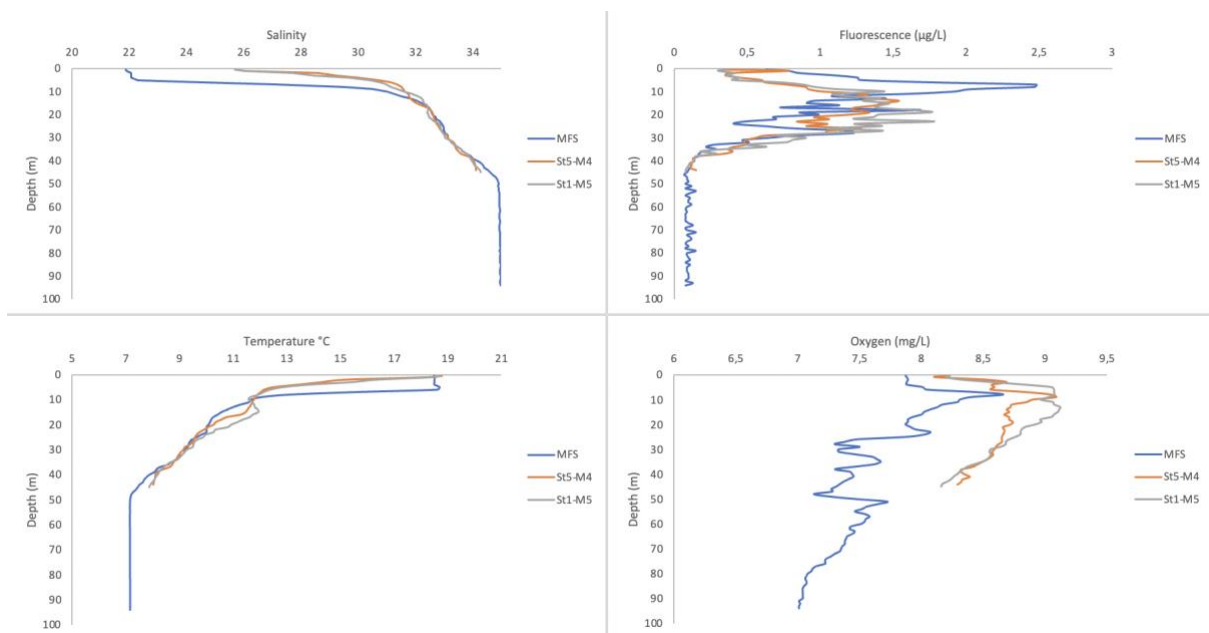 Salinity
20 22 24 26 28 30 32 34
0
10
20
30
40
50
60
70
80
90
100
Depth (m)
MFS
St5-M4
St1-M5
Fluorescence (µg/L)
0 0,5 1 1,5 2 2,5 3
0
10
20
30
40
50
60
70
80
90
100
Depth (m)
MFS
St5-M4
St1-M5
Temperature °C
5 7 9 11 13 15 17 19 21
0
10
20
30
40
50
60
70
80
90
100
Depth (m)
MFS
St5-M4
St1-M5
Oxygen (mg/L)
6 6,5 7 7,5 8 8,5 9 9,5
0
10
20
30
40
50
60
70
80
90
100
Depth (m)
MFS
St5-M4
St1-M5